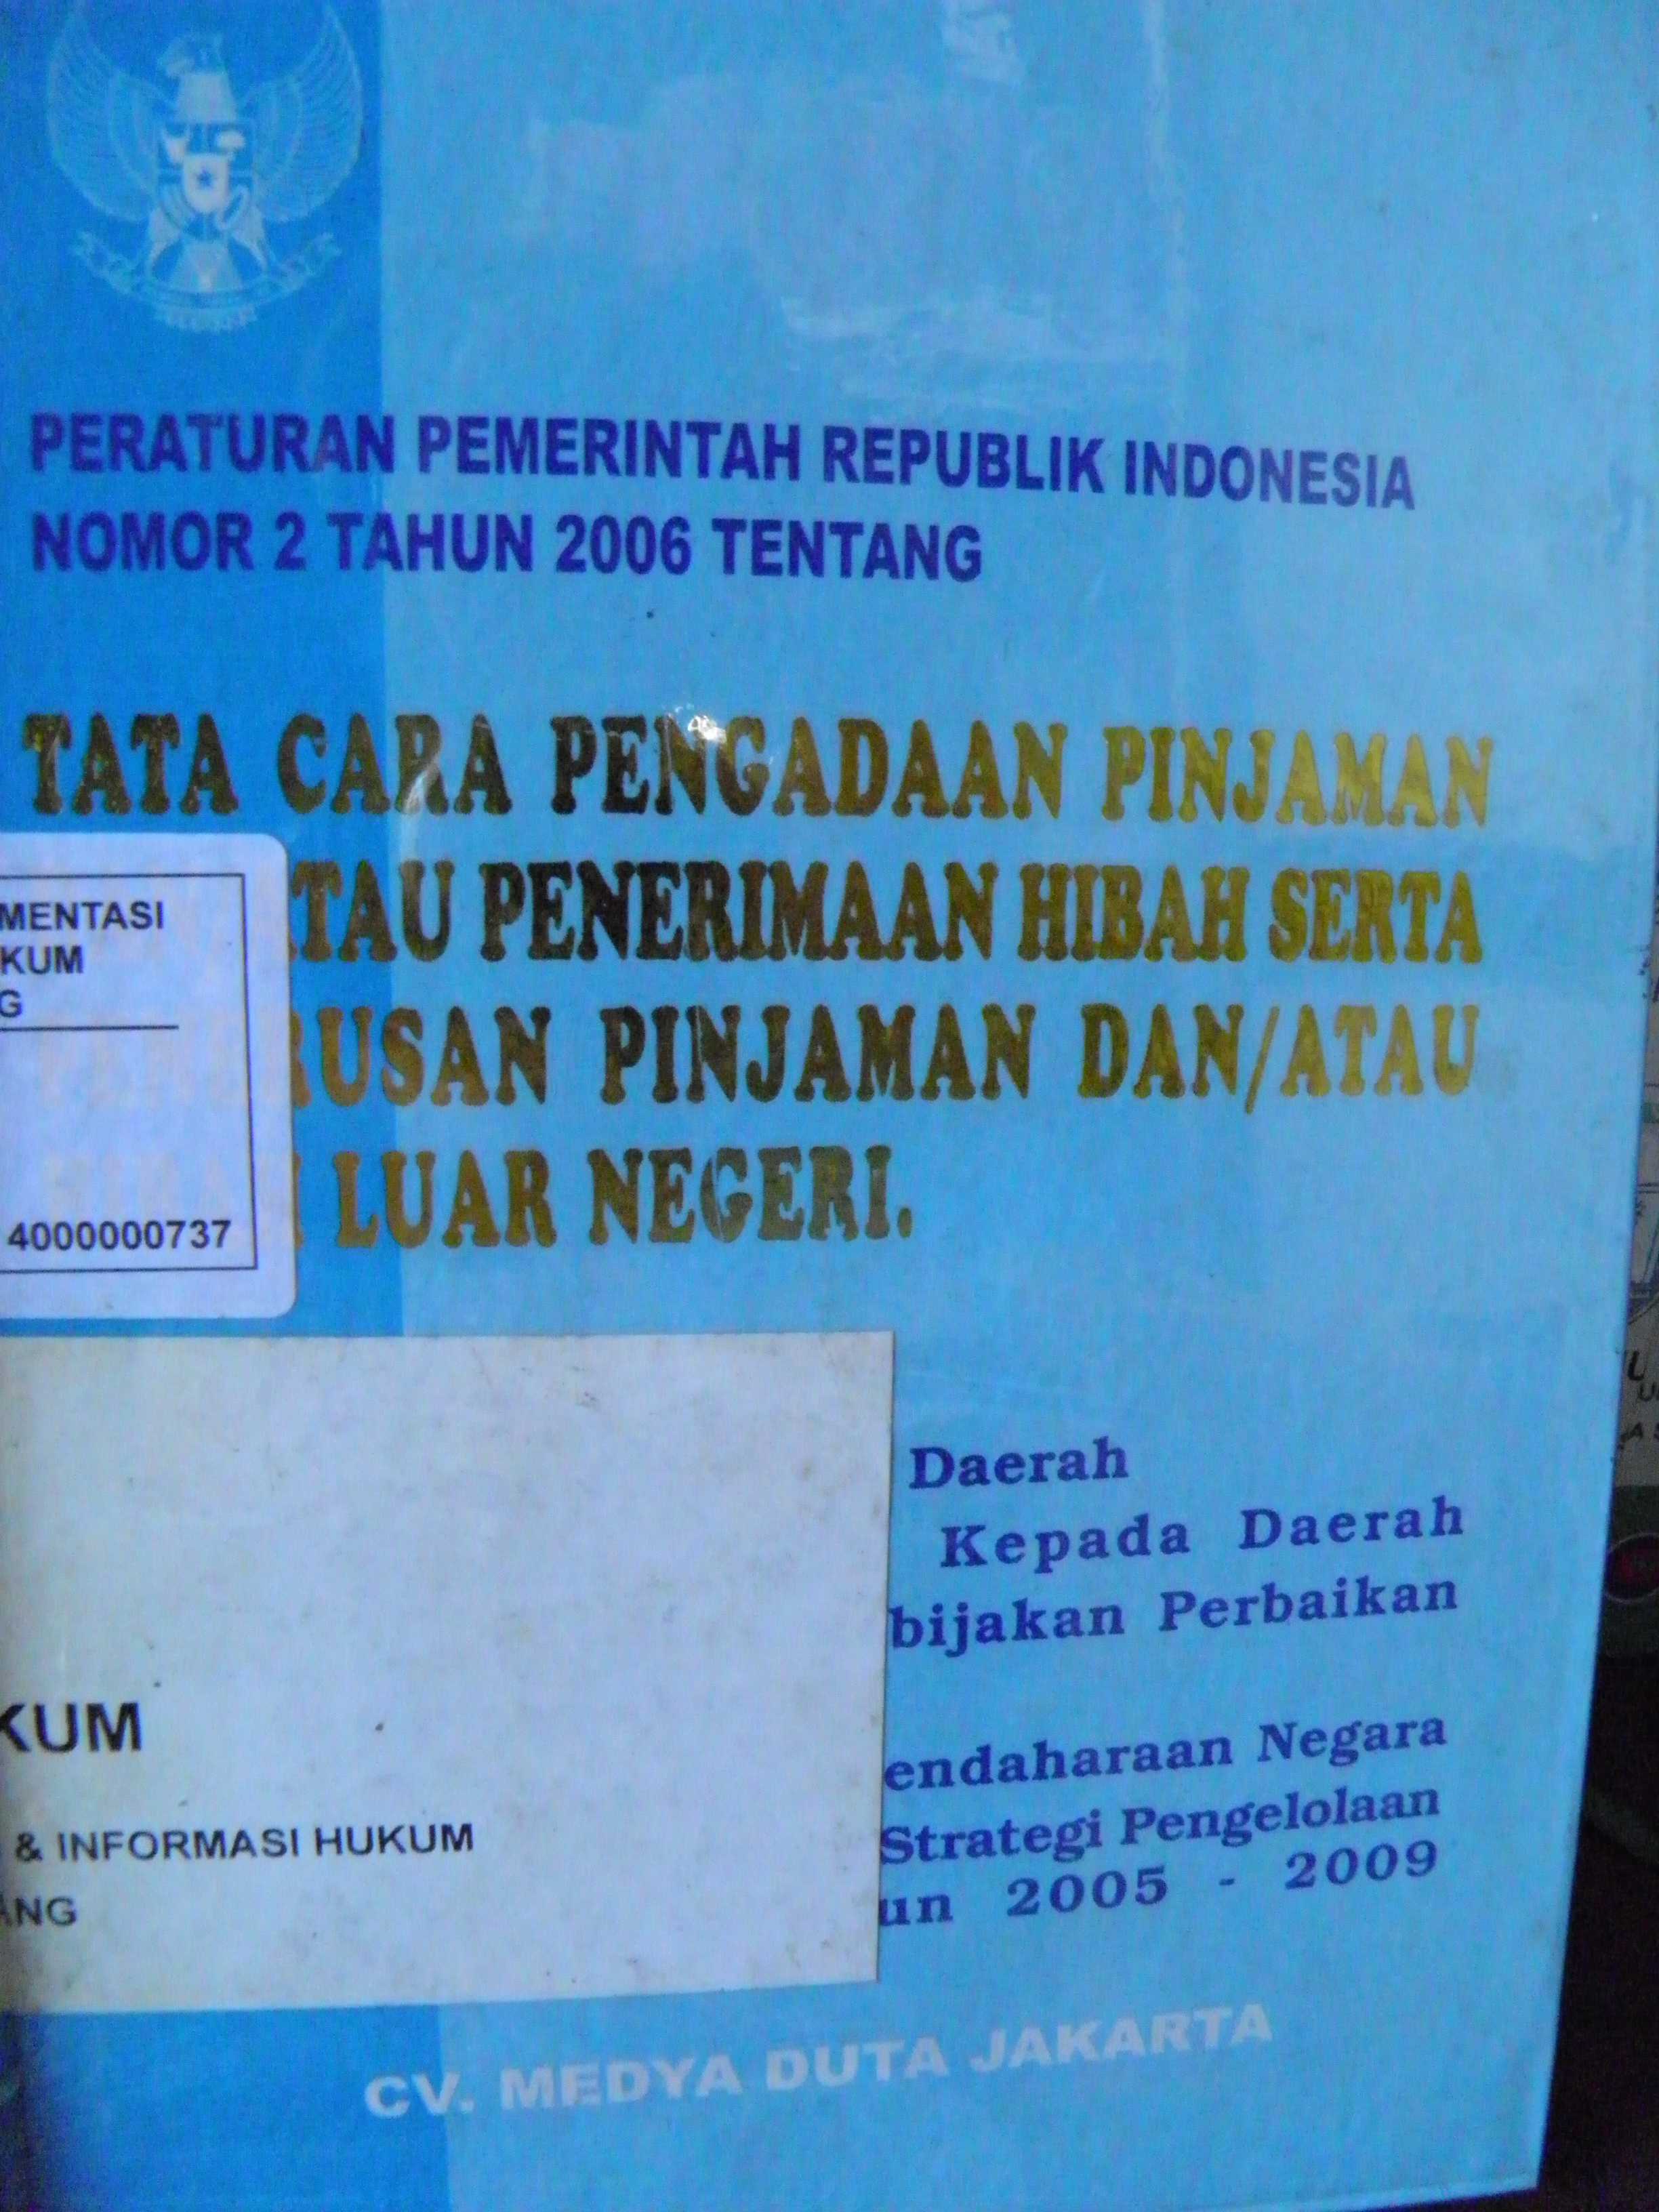 PERATURAN PEMERINTAH REPUBLIK INDONESIA
NOMOR 2 TAHUN 2006 TENTANG
TATA CARA PENGADAAN PINJAMAN
TAU PENERIMAAN HIBAH SERTA
RUSAN PINJAMAN DAN/ATAU
LUAR NEGERI.
MENTASI
KUM
G
4000000737
Daerah
Kepada Daerah
bijakan Perbaikan
endaharaan Negara
Strategi Pengelolaan
un 2005 - 2009
KUM
& INFORMASI HUKUM
ANG
CV. MEDYA DUTA JAKARTA